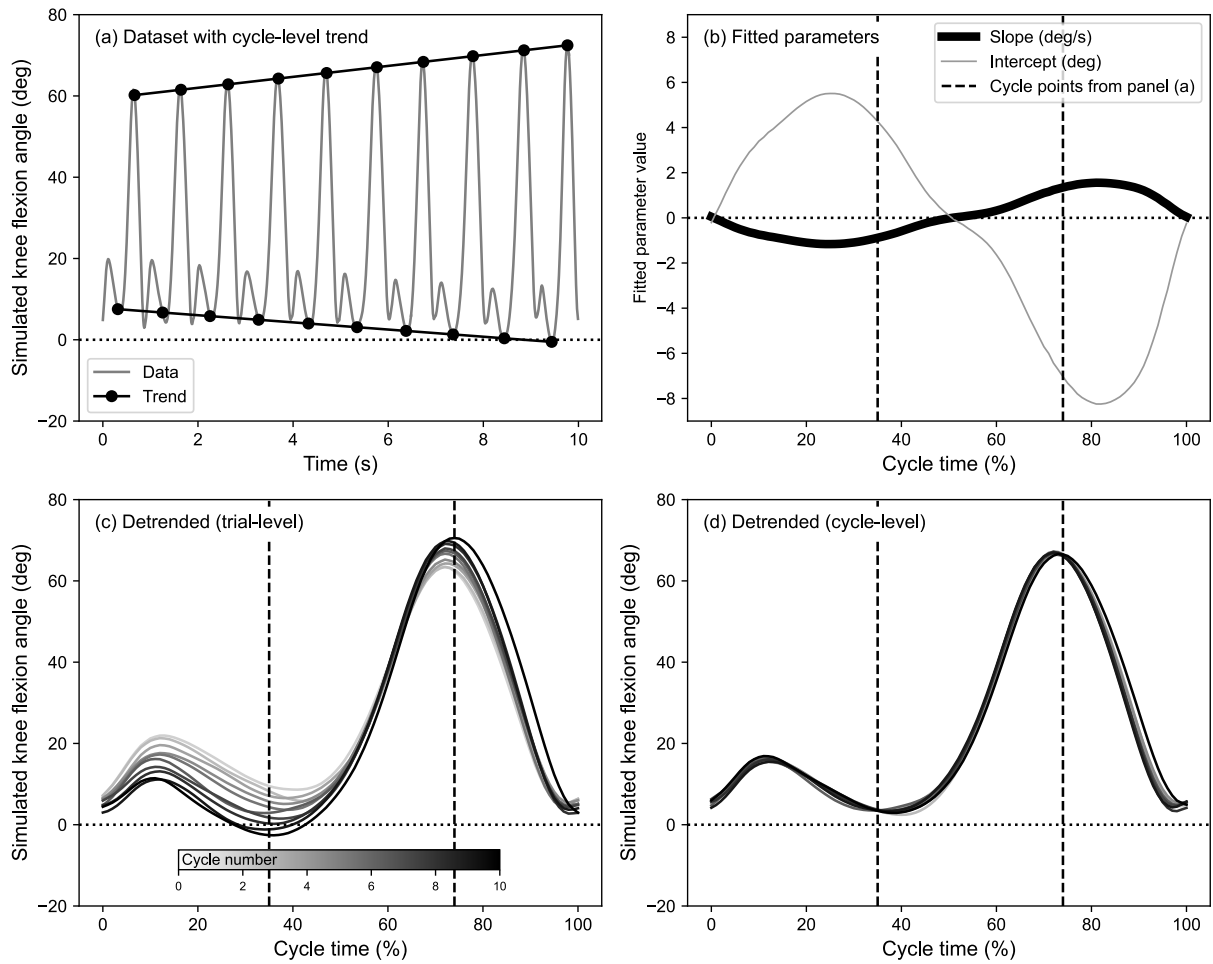 (a) Dataset with cycle-level trend
Simulated knee flexion angle (deg)
80
60
40
20
0
−20
Data
Trend
0 2 4 6 8 10
Time (s)
(b) Fitted parameters
Slope (deg/s)
Intercept (deg)
Cycle points from panel (a)
Fitted parameter value
8
6
4
2
0
−2
−4
−6
−8
0 20 40 60 80 100
Cycle time (%)
(c) Detrended (trial-level)
Simulated knee flexion angle (deg)
80
60
40
20
0
−20
Cycle number
0 2 4 6 8 10
0 20 40 60 80 100
Cycle time (%)
(d) Detrended (cycle-level)
Simulated knee flexion angle (deg)
80
60
40
20
0
−20
0 20 40 60 80 100
Cycle time (%)